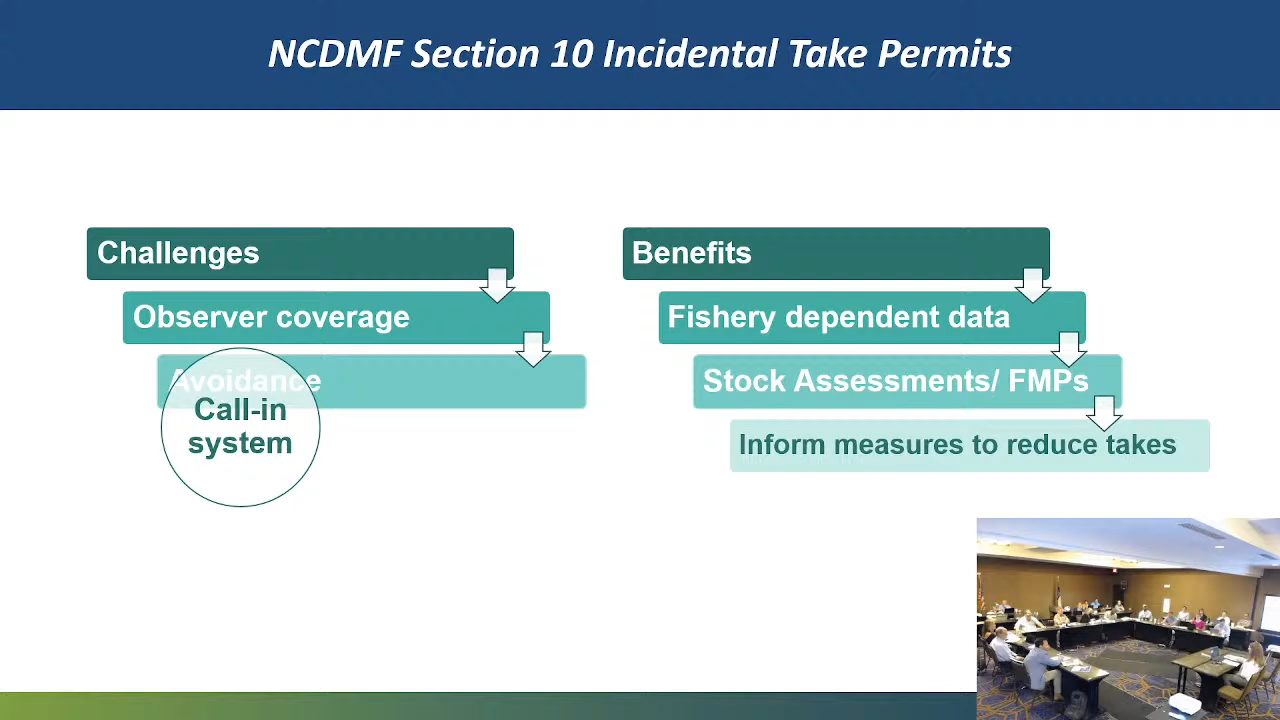 NCDMF Section 10 Incidental Take Permits
Challenges
Observer coverage
Avoidance
Call-in
system
Benefits
Fishery dependent data
Stock Assessments/ FMPs
Inform measures to reduce takes